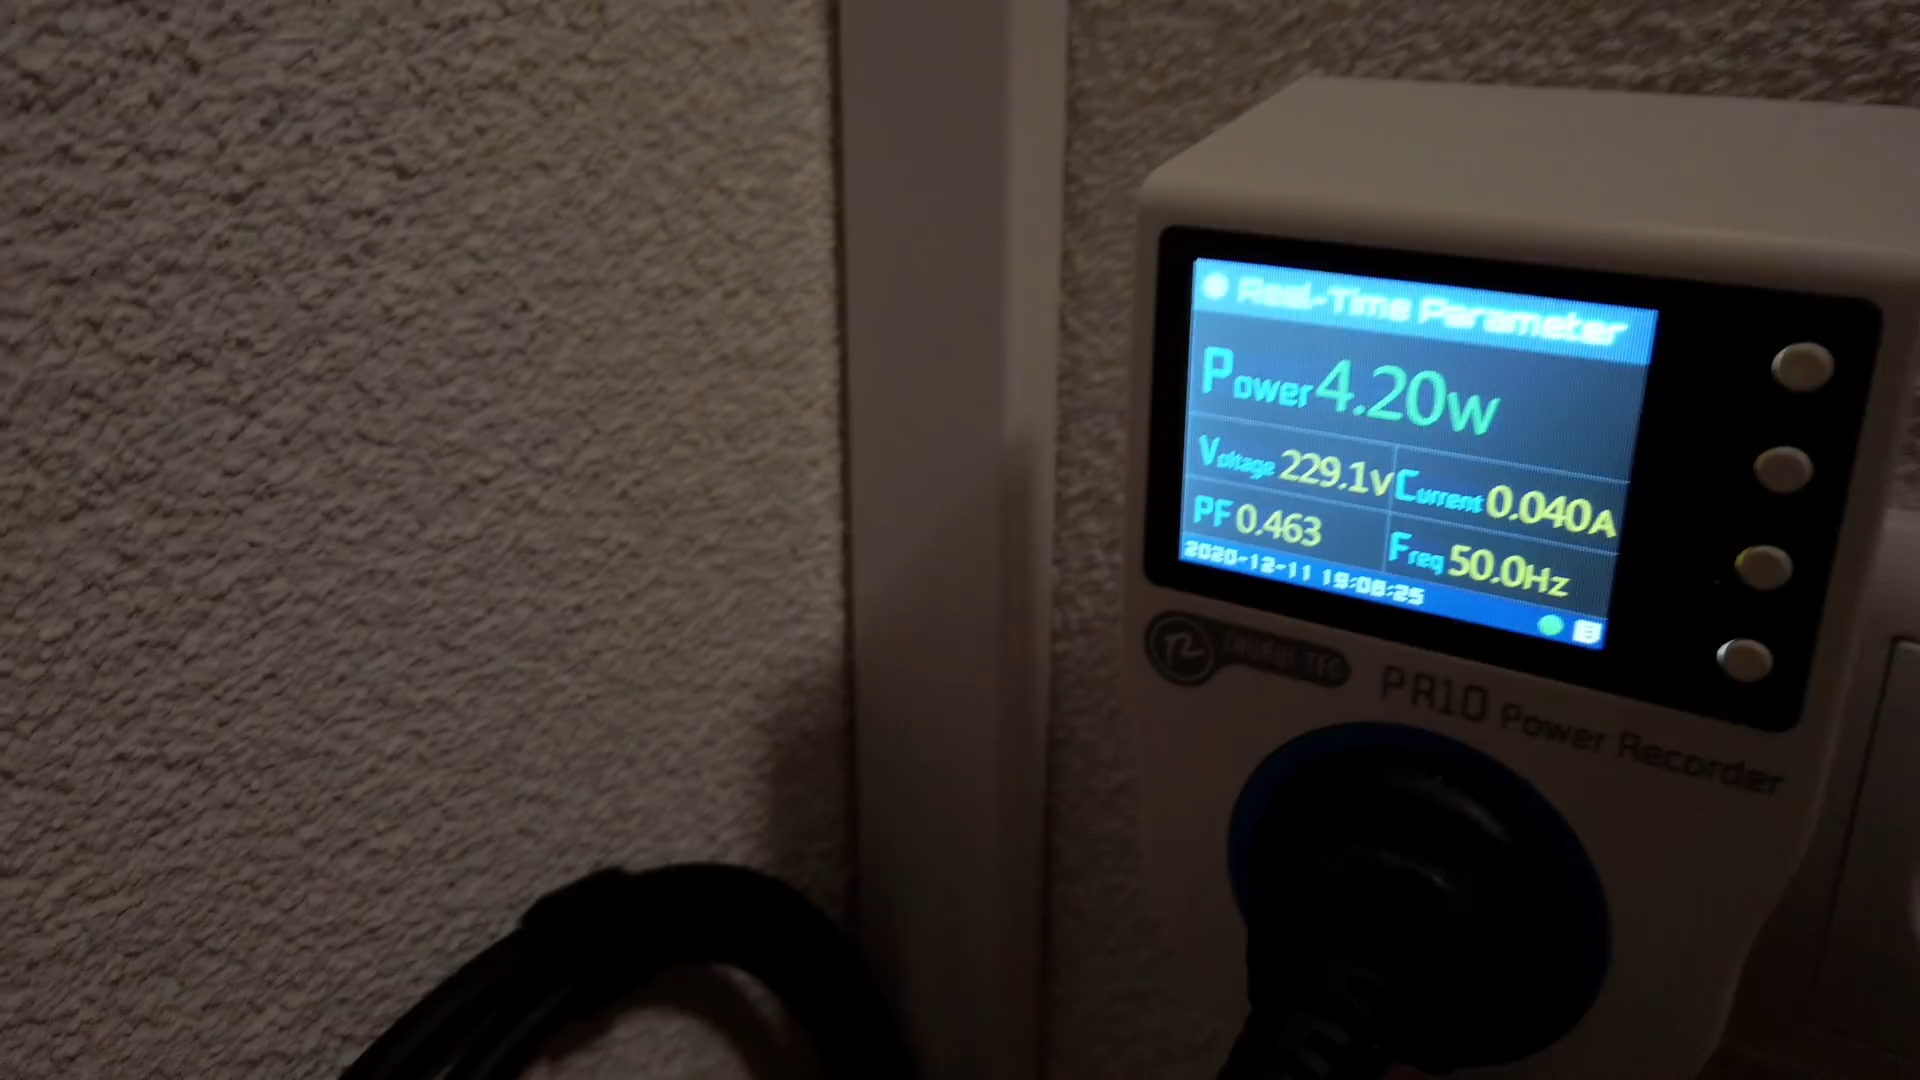 Real-Time Parameter
Power 4.20W
Voltage 229.1V Current 0.040A
PF 0.463 Freq 50.0Hz
2020-12-11 19:08:25
PR10 Power Recorder